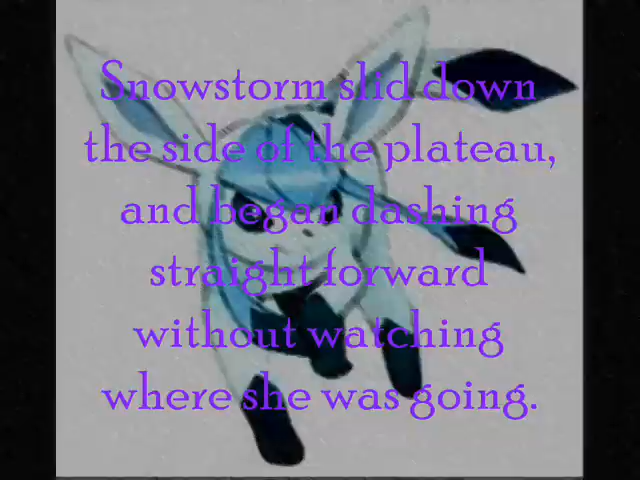 Snowstorm slid down
the side of the plateau,
and began dashing
straight forward
without watching
where she was going.